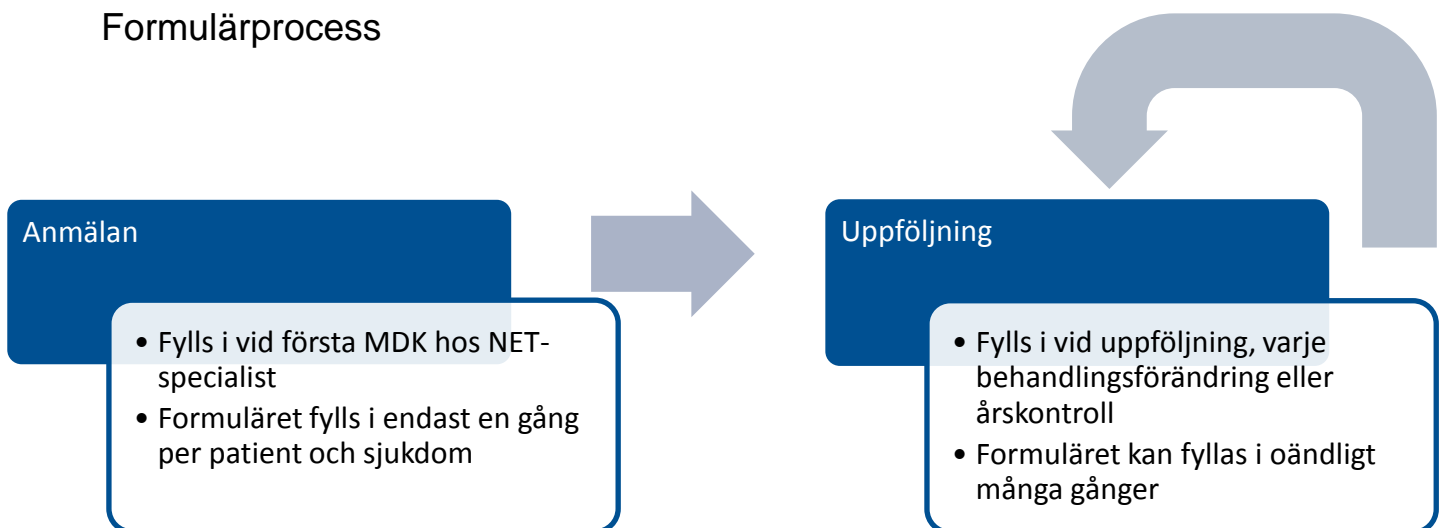 Formulärprocess
Anmälan
• Fylls i vid första MDK hos NET-
specialist
• Formuläret fylls i endast en gång
per patient och sjukdom
Uppföljning
• Fylls i vid uppföljning, varje
behandlingsförändring eller
årskontroll
• Formuläret kan fyllas i oändligt
många gånger